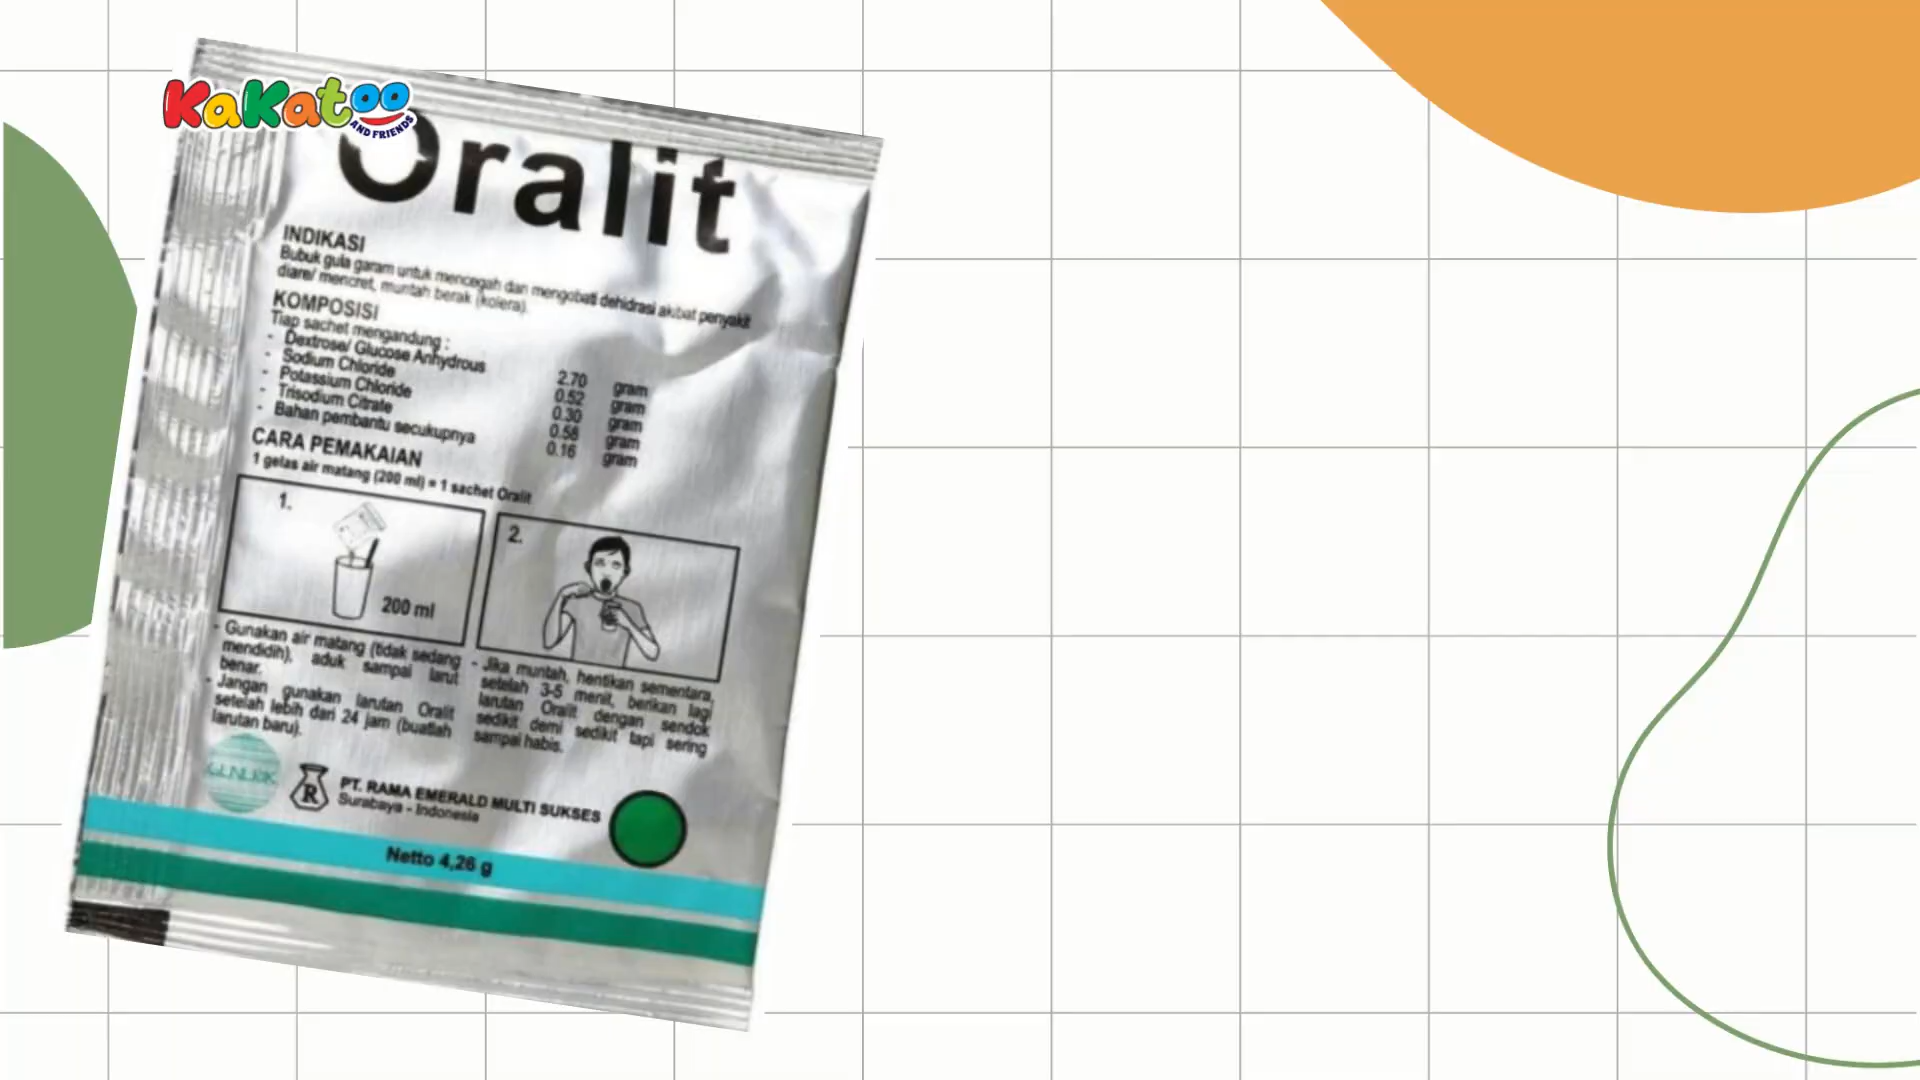 KaKatoo
AND FRIENDS
Oralit
INDIKASI
Bubuk gula garam untuk mencegah dan mengobati dehidrasi akibat penyakit
diare/ mencret, muntah berak (kolera).
KOMPOSISI
Tiap sachet mengandung :
- Dextrose/ Glucose Anhydrous 2.70 gram
- Sodium Chloride 0.52 gram
- Potassium Chloride 0.30 gram
- Trisodium Citrate 0.58 gram
- Bahan pembantu secukupnya 0.16 gram
CARA PEMAKAIAN
1 gelas air matang (200 ml) = 1 sachet Oralit
1.
200 ml
2.
- Gunakan air matang (tidak sedang
mendidih), aduk sampai larut
benar.
- Jangan gunakan larutan Oralit
setelah lebih dari 24 jam (buatlah
larutan baru).
- Jika muntah, hentikan sementara,
setelah 3-5 menit, berikan lagi
larutan Oralit dengan sendok
sedikit demi sedikit tapi sering
sampai habis.
GENERIK
R
PT. RAMA EMERALD MULTI SUKSES
Surabaya - Indonesia
Netto 4,26 g